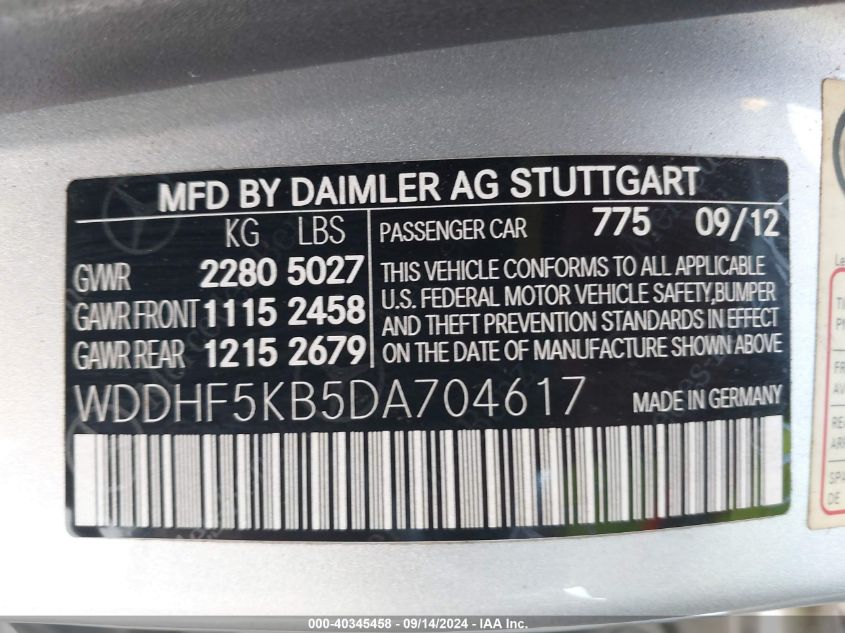 MFD BY DAIMLER AG STUTTGART
KG LBS
GVWR 2280 5027
GAWR FRONT 1115 2458
GAWR REAR 1215 2679
PASSENGER CAR 775 09/12
THIS VEHICLE CONFORMS TO ALL APPLICABLE
U.S. FEDERAL MOTOR VEHICLE SAFETY,BUMPER
AND THEFT PREVENTION STANDARDS IN EFFECT
ON THE DATE OF MANUFACTURE SHOWN ABOVE
WDDHF5KB5DA704617 MADE IN GERMANY
000-40345458 - 09/14/2024 - IAA Inc.